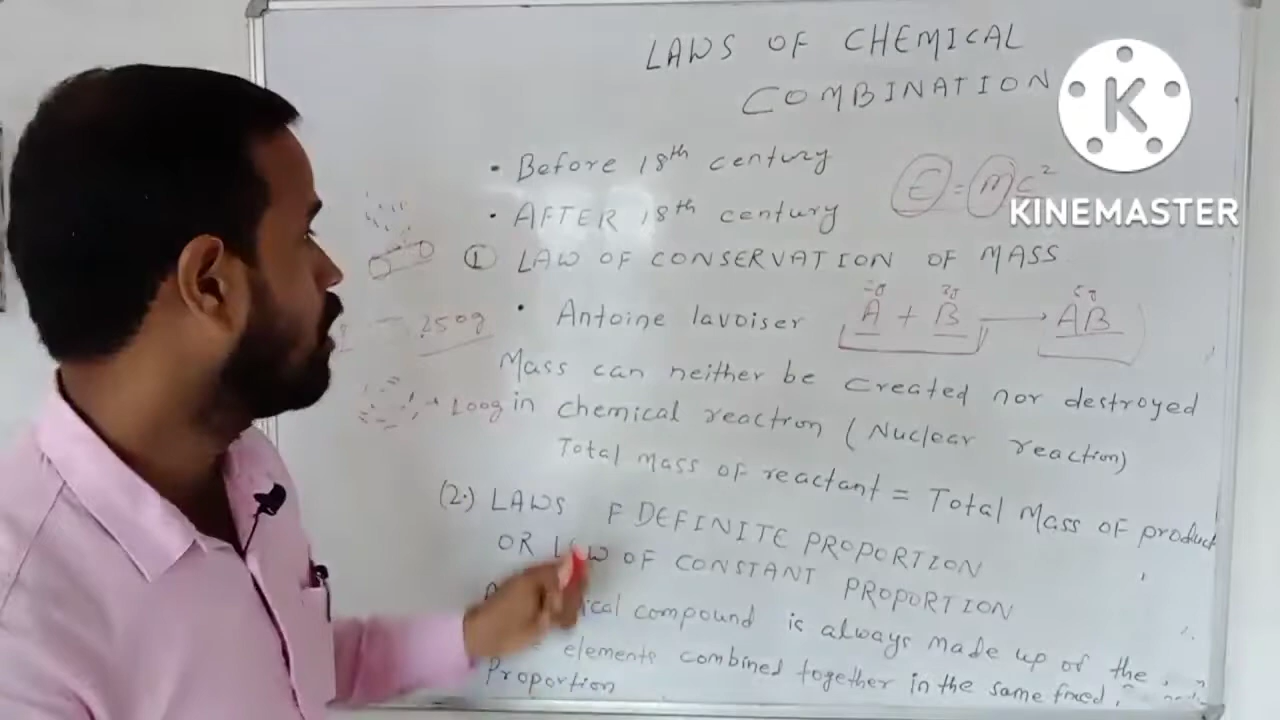 LAWS OF CHEMICAL
COMBINATION
K
KINEMASTER
• Before 18th century
• AFTER 18th century
E = mc²
① LAW OF CONSERVATION OF MASS
• Antoine lavoiser
A + B → AB
250g
Mass can neither be created nor destroyed
100g
in chemical reaction (Nuclear reaction)
Total mass of reactant = Total Mass OF product
(2.) LAWS F DEFINITE PROPORTION
OR LAW OF CONSTANT PROPORTION
compound is always made up of the
elements combined together in the same fixed
Proportion